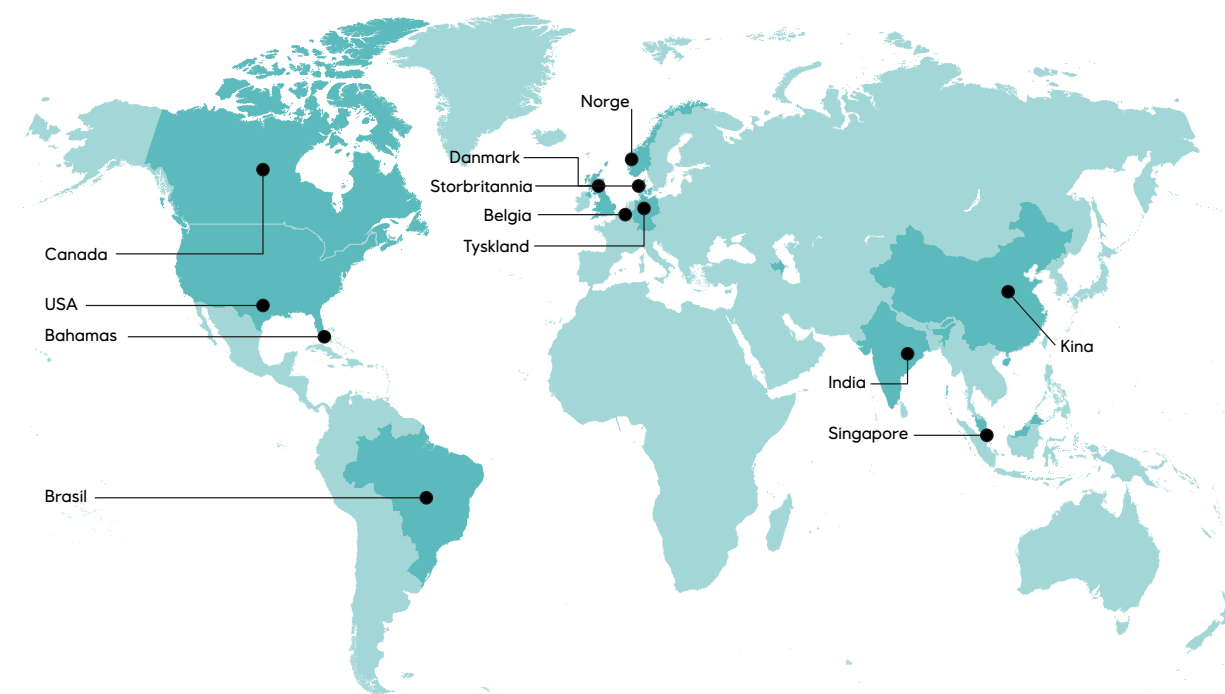 Norge
Danmark
Storbritannia
Belgia
Tyskland
Canada
USA
Bahamas
Kina
India
Singapore
Brasil